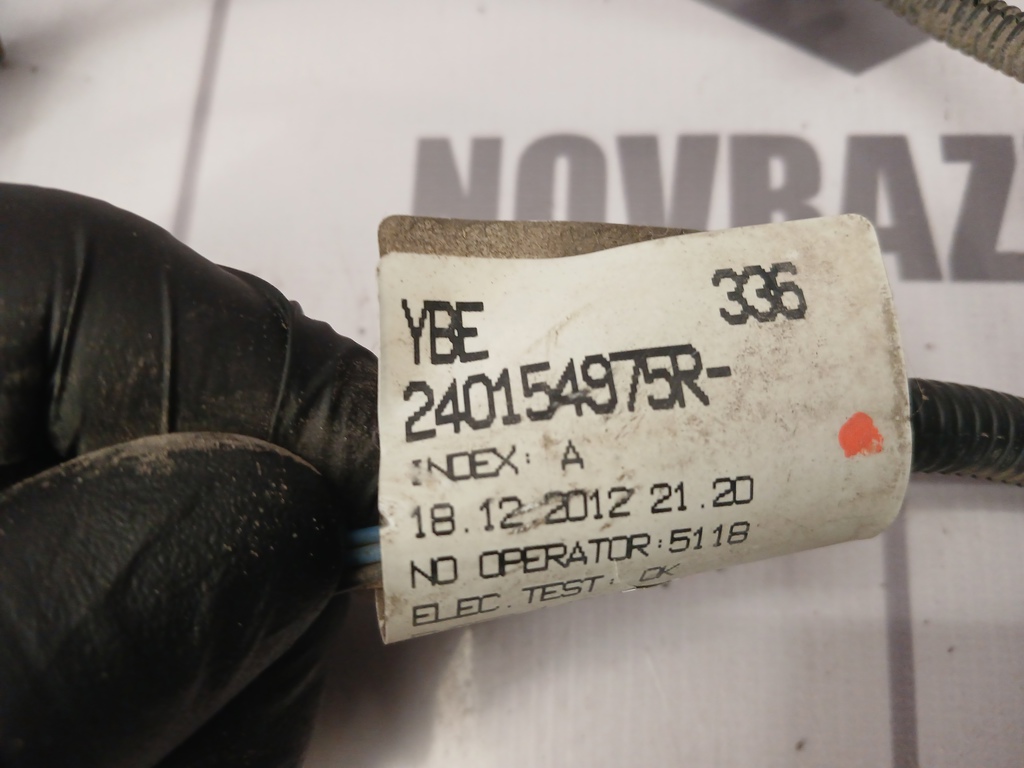 NOVRAZ
YBE 336
240154975R-
INDEX: A
18.12.2012 21.20
NO OPERATOR:5118
ELEC.TEST: OK